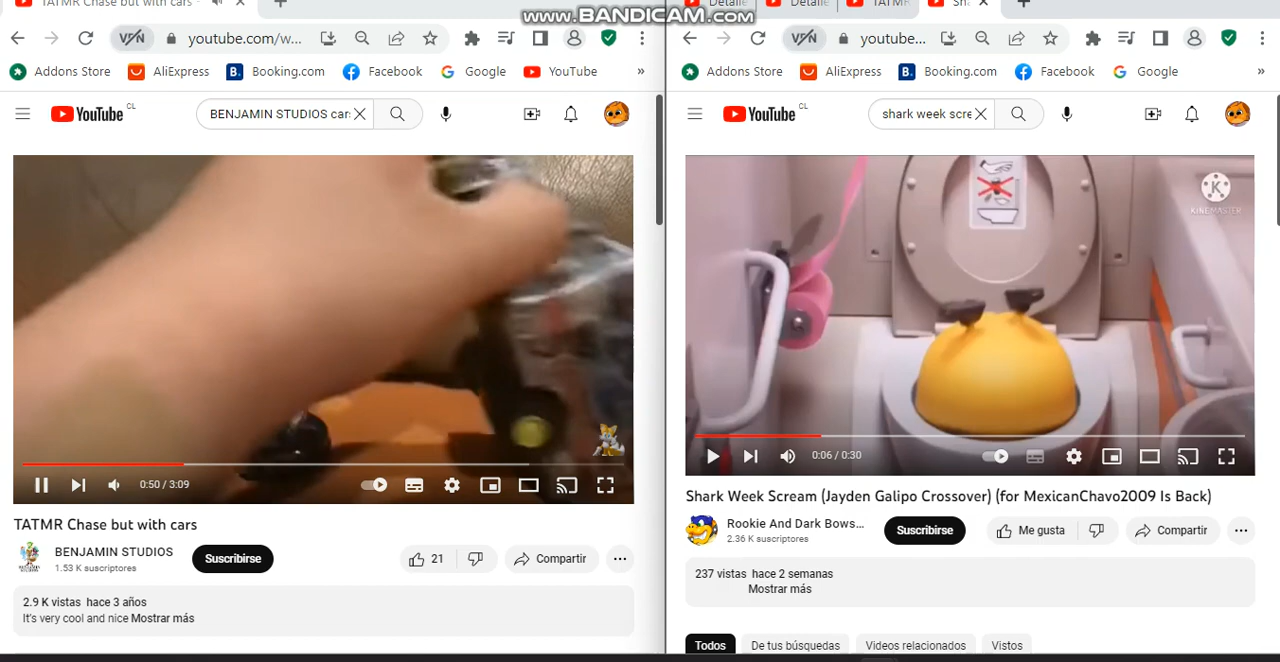 TATMR Chase but with cars -
www.BANDICAM.com
Detalle
Detalle
TATMR
Sha
VPN
youtube.com/w...
VPN
youtube...
Addons Store
AliExpress
B.
Booking.com
Facebook
G
Google
YouTube
»
Addons Store
AliExpress
B.
Booking.com
Facebook
G
Google
»
YouTube CL
BENJAMIN STUDIOS car
YouTube CL
shark week scre
KINEMASTER
0:50 / 3:09
0:06 / 0:30
TATMR Chase but with cars
BENJAMIN STUDIOS
1.53 K suscriptores
Suscribirse
21
Compartir
2.9 K vistas hace 3 años
It's very cool and nice Mostrar más
Shark Week Scream (Jayden Galipo Crossover) (for MexicanChavo2009 Is Back)
Rookie And Dark Bows...
2.36 K suscriptores
Suscribirse
Me gusta
Compartir
237 vistas hace 2 semanas
Mostrar más
Todos
De tus búsquedas
Videos relacionados
Vistos